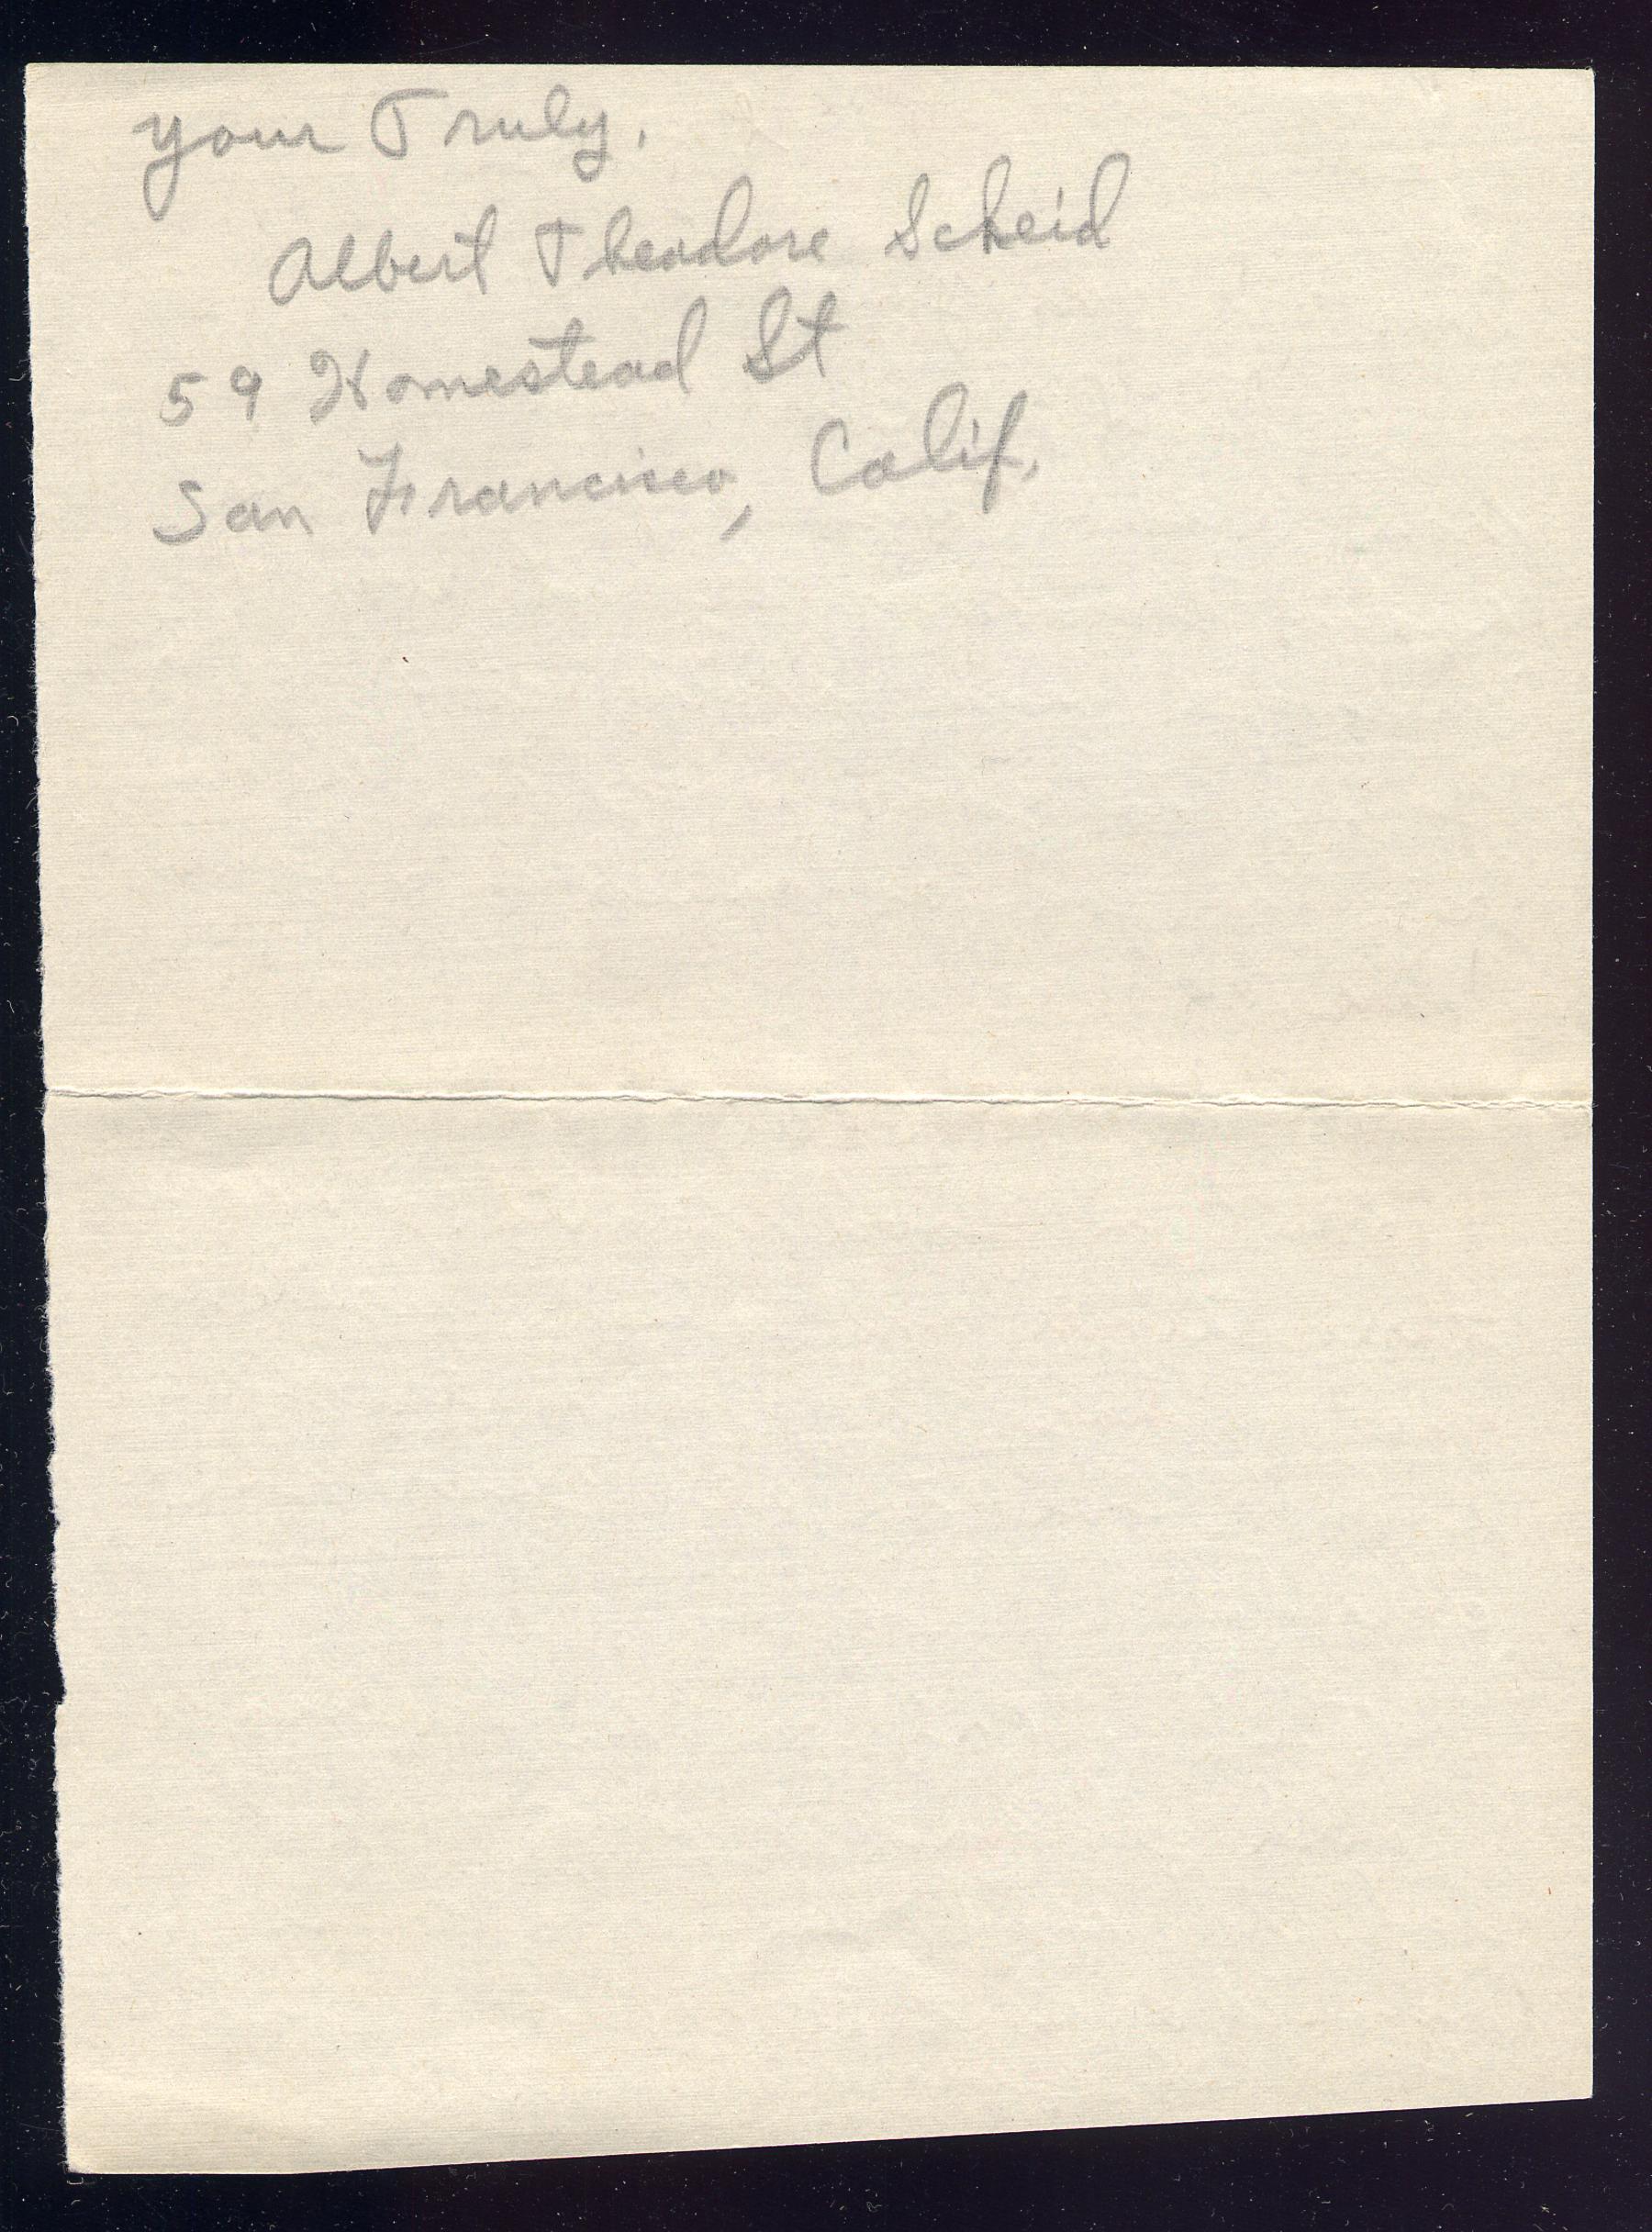 your Truly.
Albert Theodore Scheid
59 Homestead St
San Francisco, Calif.